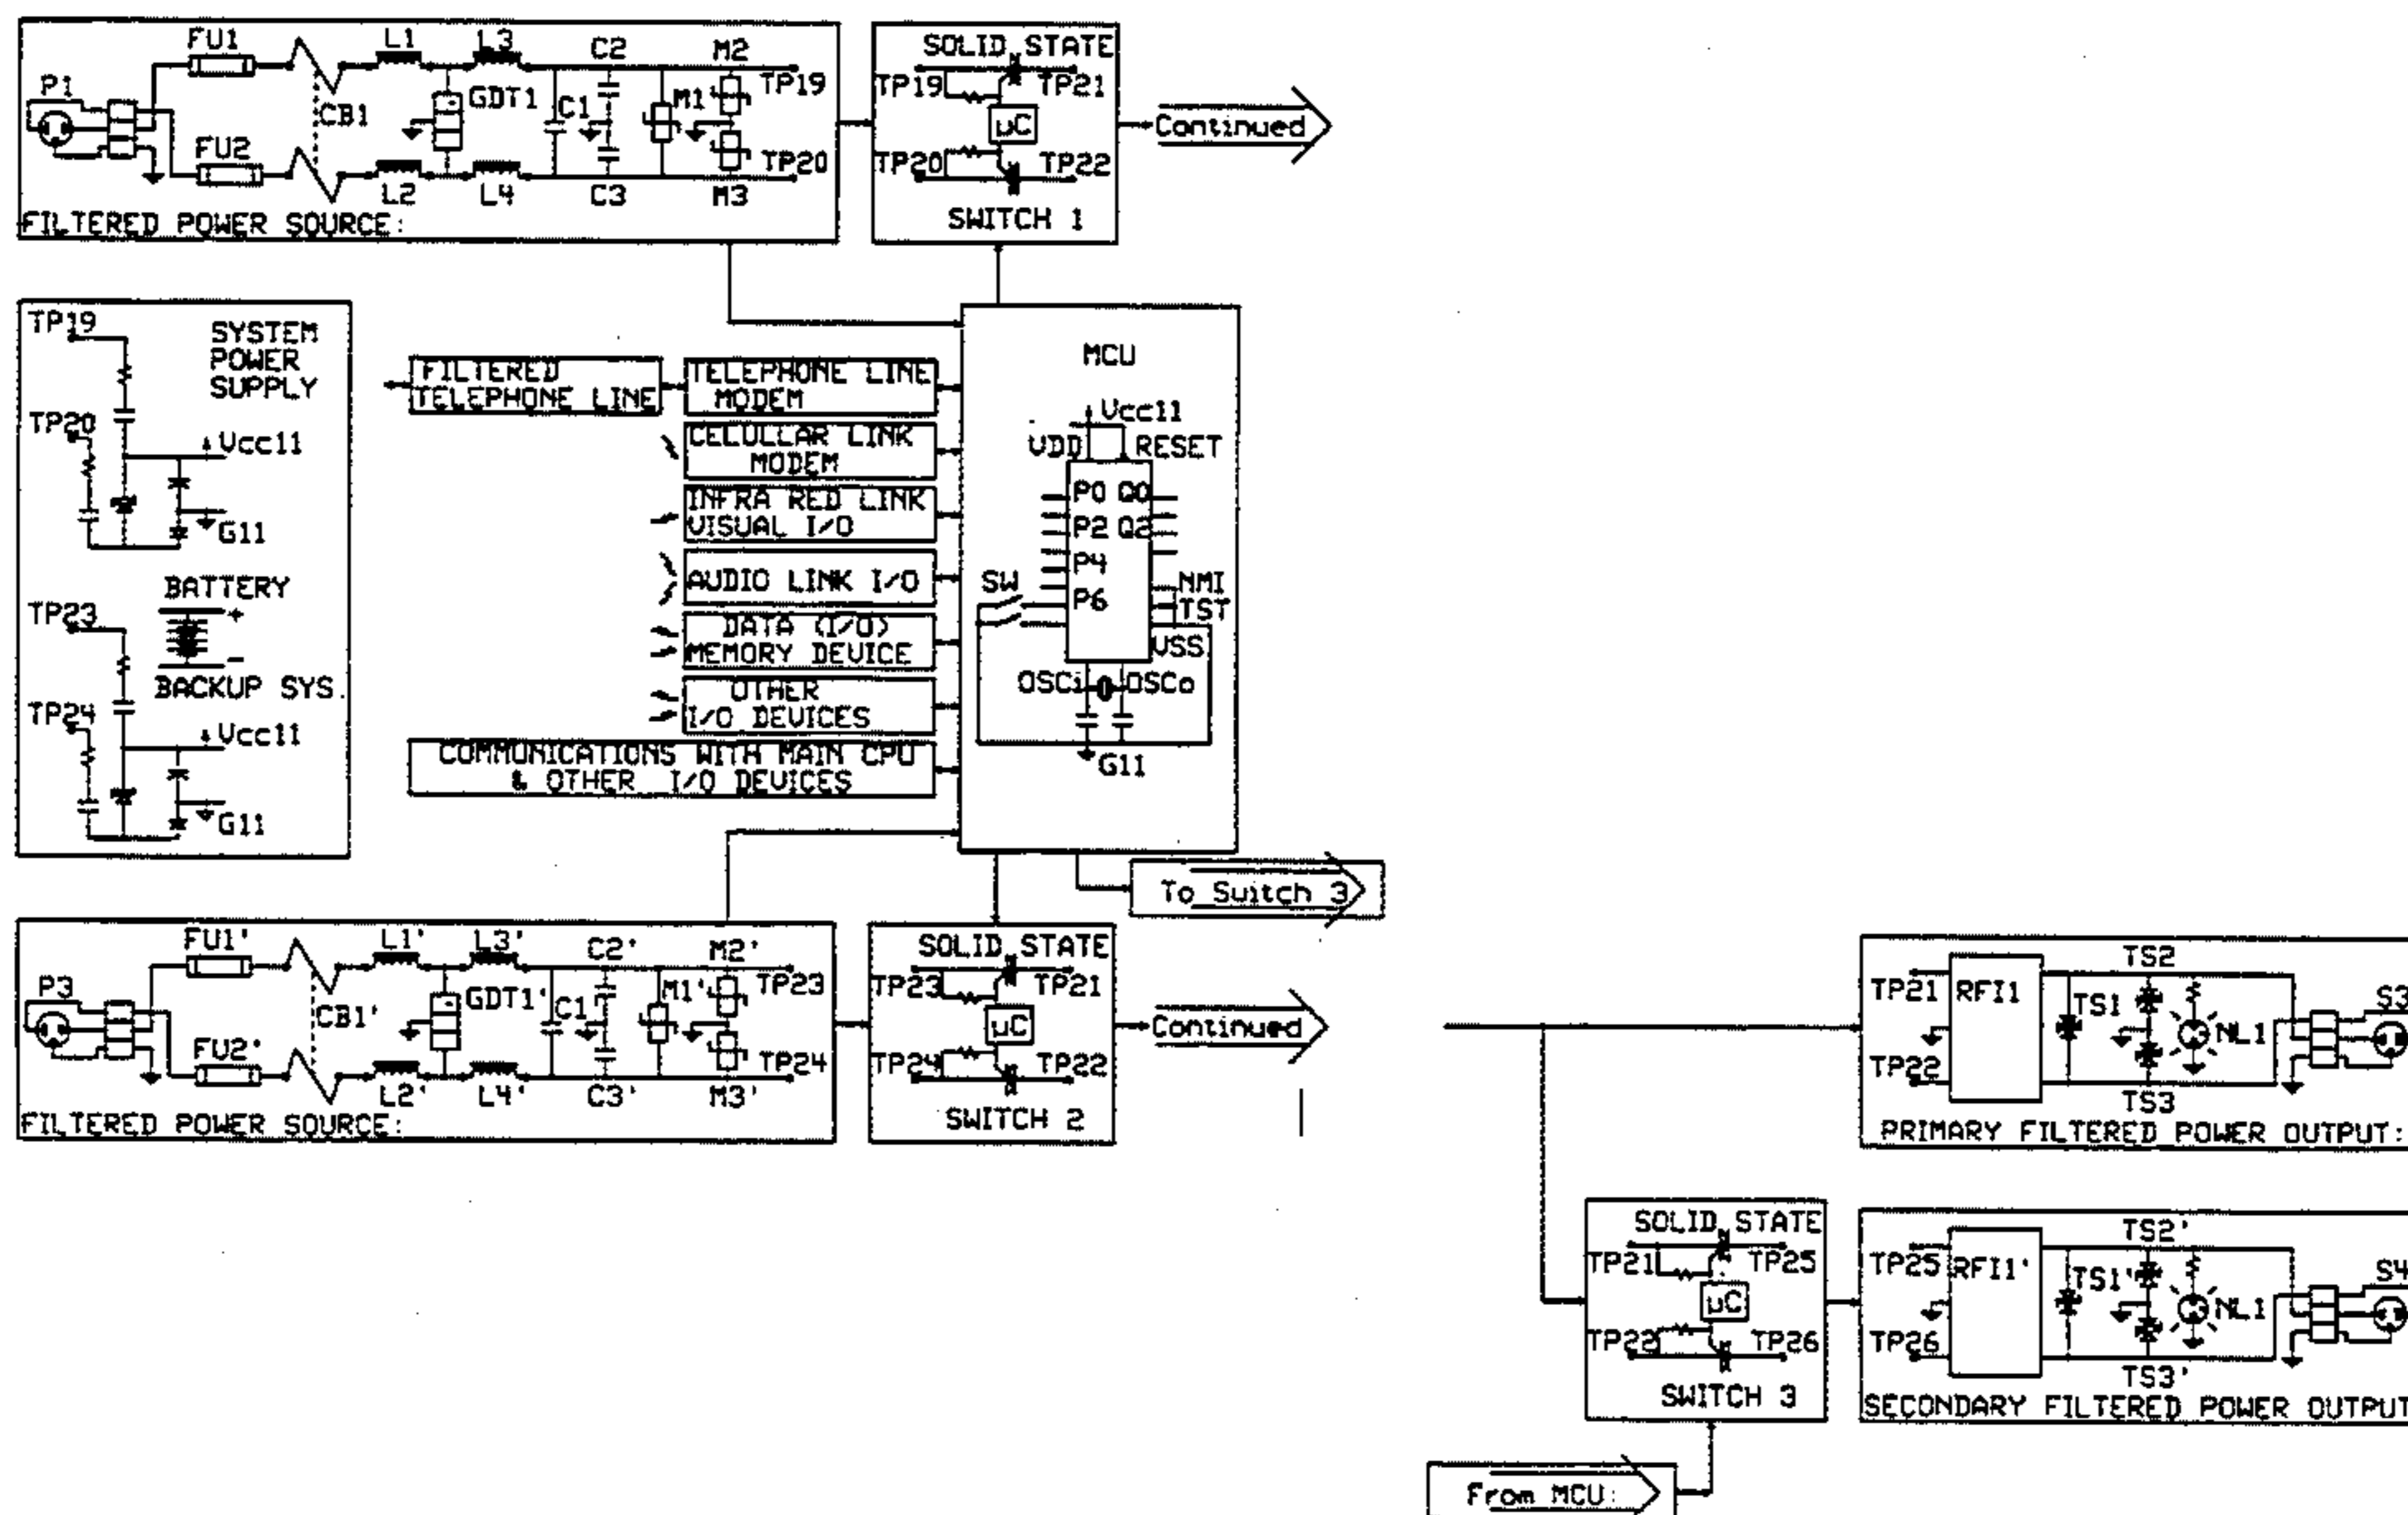 FU1
L1
L3
C2
M2
TP19
P1
CB1
GDT1
C1
M1'
FU2
TP20
L2
L4
C3
M3
FILTERED POWER SOURCE:
SOLID STATE
TP19
TP21
µC
TP20
TP22
SWITCH 1
Continued
TP19
SYSTEM
POWER
SUPPLY
TP20
Vcc11
G11
BATTERY
+
TP23
-
BACKUP SYS.
TP24
Vcc11
G11
FILTERED
TELEPHONE LINE
TELEPHONE LINE
MODEM
CELULLAR LINK
MODEM
INFRA RED LINK
VISUAL I/O
AUDIO LINK I/O
DATA (I/O)
MEMORY DEVICE
OTHER
I/O DEVICES
COMMUNICATIONS WITH MAIN CPU
& OTHER I/O DEVICES
MCU
Vcc11
VDD
RESET
P0 Q0
P2 Q2
P4
SW
P6
NMI
TST
VSS
OSCi
OSCo
G11
To Switch 3
FU1'
L1'
L3'
C2'
M2'
TP23
P3
CB1'
GDT1'
C1
M1'
FU2'
TP24
L2'
L4'
C3'
M3'
FILTERED POWER SOURCE:
SOLID STATE
TP23
TP21
µC
TP24
TP22
SWITCH 2
Continued
TS2
TP21
RFI1
TS1
NL1
S3
TP22
TS3
PRIMARY FILTERED POWER OUTPUT:
SOLID STATE
TP21
TP25
µC
TP22
TP26
SWITCH 3
TS2'
TP25
RFI1'
TS1'
NL1
S4
TP26
TS3'
SECONDARY FILTERED POWER OUTPUT
From MCU: